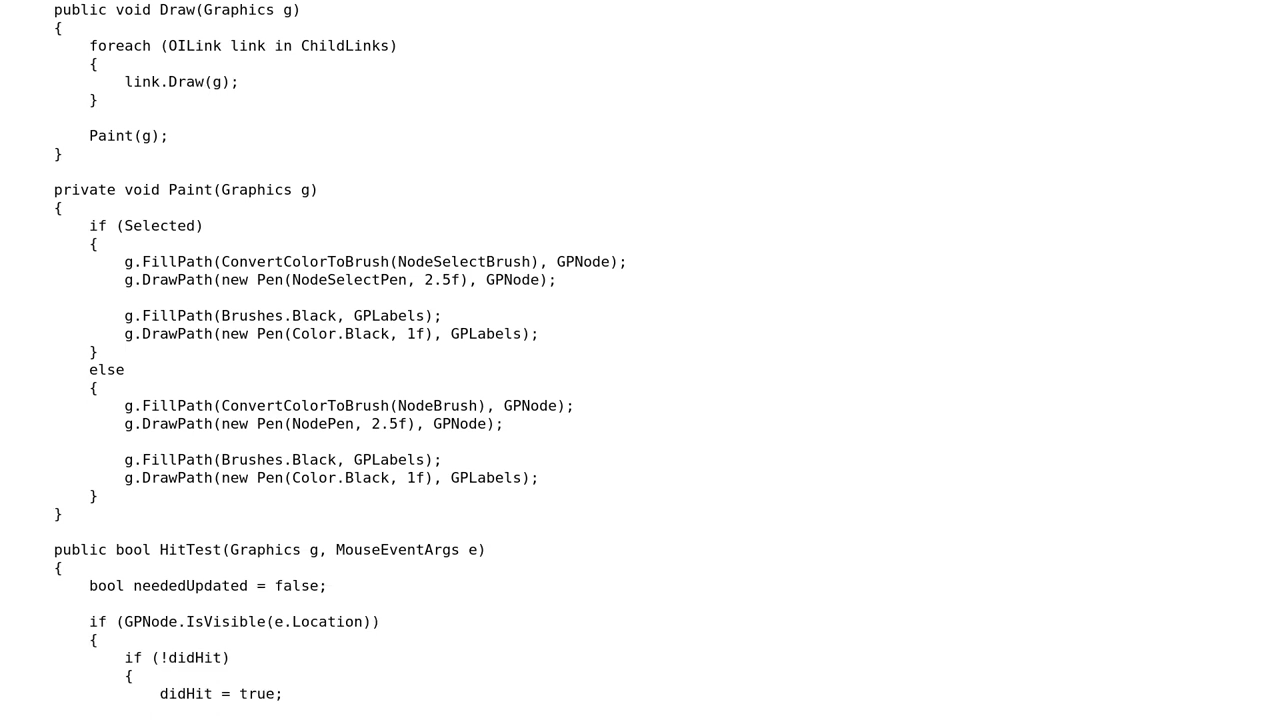 public void Draw(Graphics g)
{
    foreach (OILink link in ChildLinks)
    {
        link.Draw(g);
    }

    Paint(g);
}

private void Paint(Graphics g)
{
    if (Selected)
    {
        g.FillPath(ConvertColorToBrush(NodeSelectBrush), GPNode);
        g.DrawPath(new Pen(NodeSelectPen, 2.5f), GPNode);

        g.FillPath(Brushes.Black, GPLabels);
        g.DrawPath(new Pen(Color.Black, 1f), GPLabels);
    }
    else
    {
        g.FillPath(ConvertColorToBrush(NodeBrush), GPNode);
        g.DrawPath(new Pen(NodePen, 2.5f), GPNode);

        g.FillPath(Brushes.Black, GPLabels);
        g.DrawPath(new Pen(Color.Black, 1f), GPLabels);
    }
}

public bool HitTest(Graphics g, MouseEventArgs e)
{
    bool neededUpdated = false;

    if (GPNode.IsVisible(e.Location))
    {
        if (!didHit)
        {
            didHit = true;